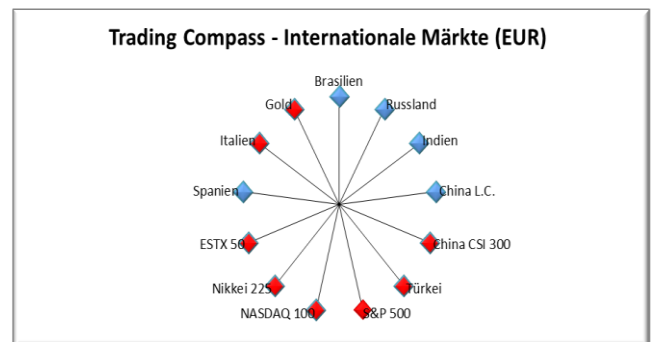 Trading Compass - Internationale Märkte (EUR)
Brasilien
Gold
Russland
Italien
Indien
Spanien
China L.C.
ESTX 50
China CSI 300
Nikkei 225
Türkei
NASDAQ 100
S&P 500